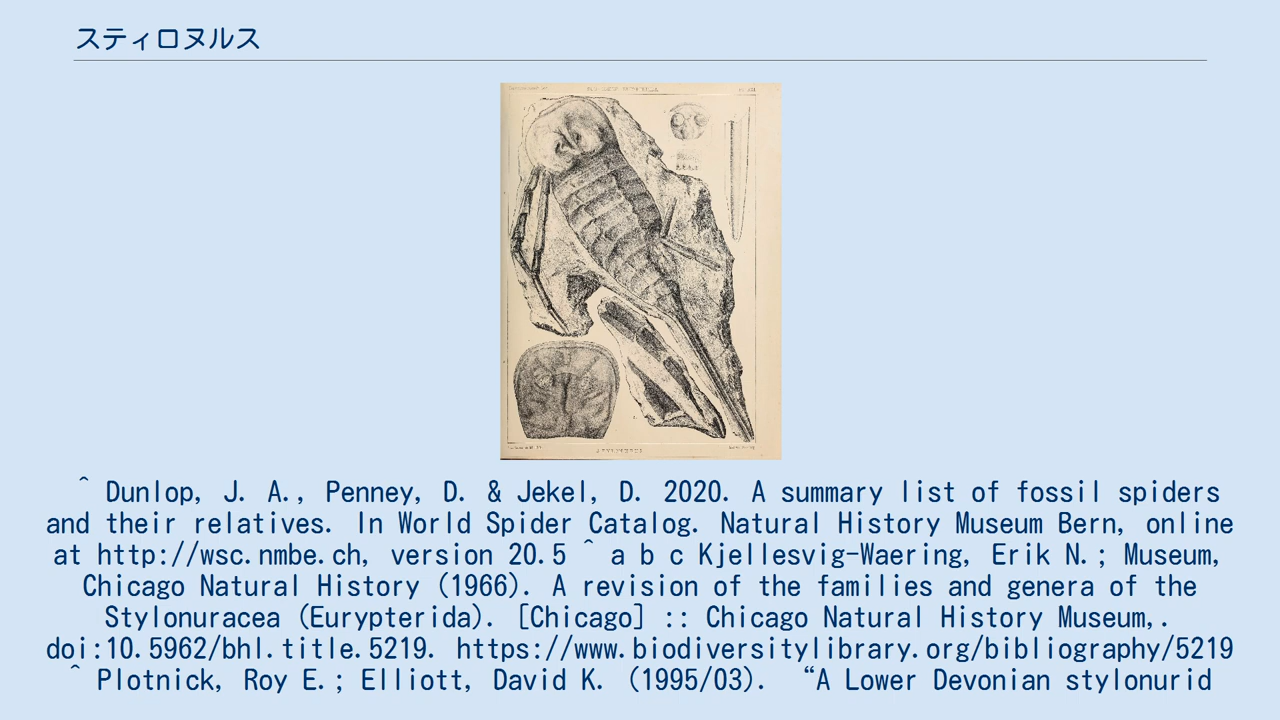 スティロヌルス
^ Dunlop, J. A., Penney, D. & Jekel, D. 2020. A summary list of fossil spiders
and their relatives. In World Spider Catalog. Natural History Museum Bern, online
at http://wsc.nmbe.ch, version 20.5 ^ a b c Kjellesvig-Waering, Erik N.; Museum,
Chicago Natural History (1966). A revision of the families and genera of the
Stylonuracea (Eurypterida). [Chicago] :: Chicago Natural History Museum,.
doi:10.5962/bhl.title.5219. https://www.biodiversitylibrary.org/bibliography/5219
^ Plotnick, Roy E.; Elliott, David K. (1995/03). “A Lower Devonian stylonurid